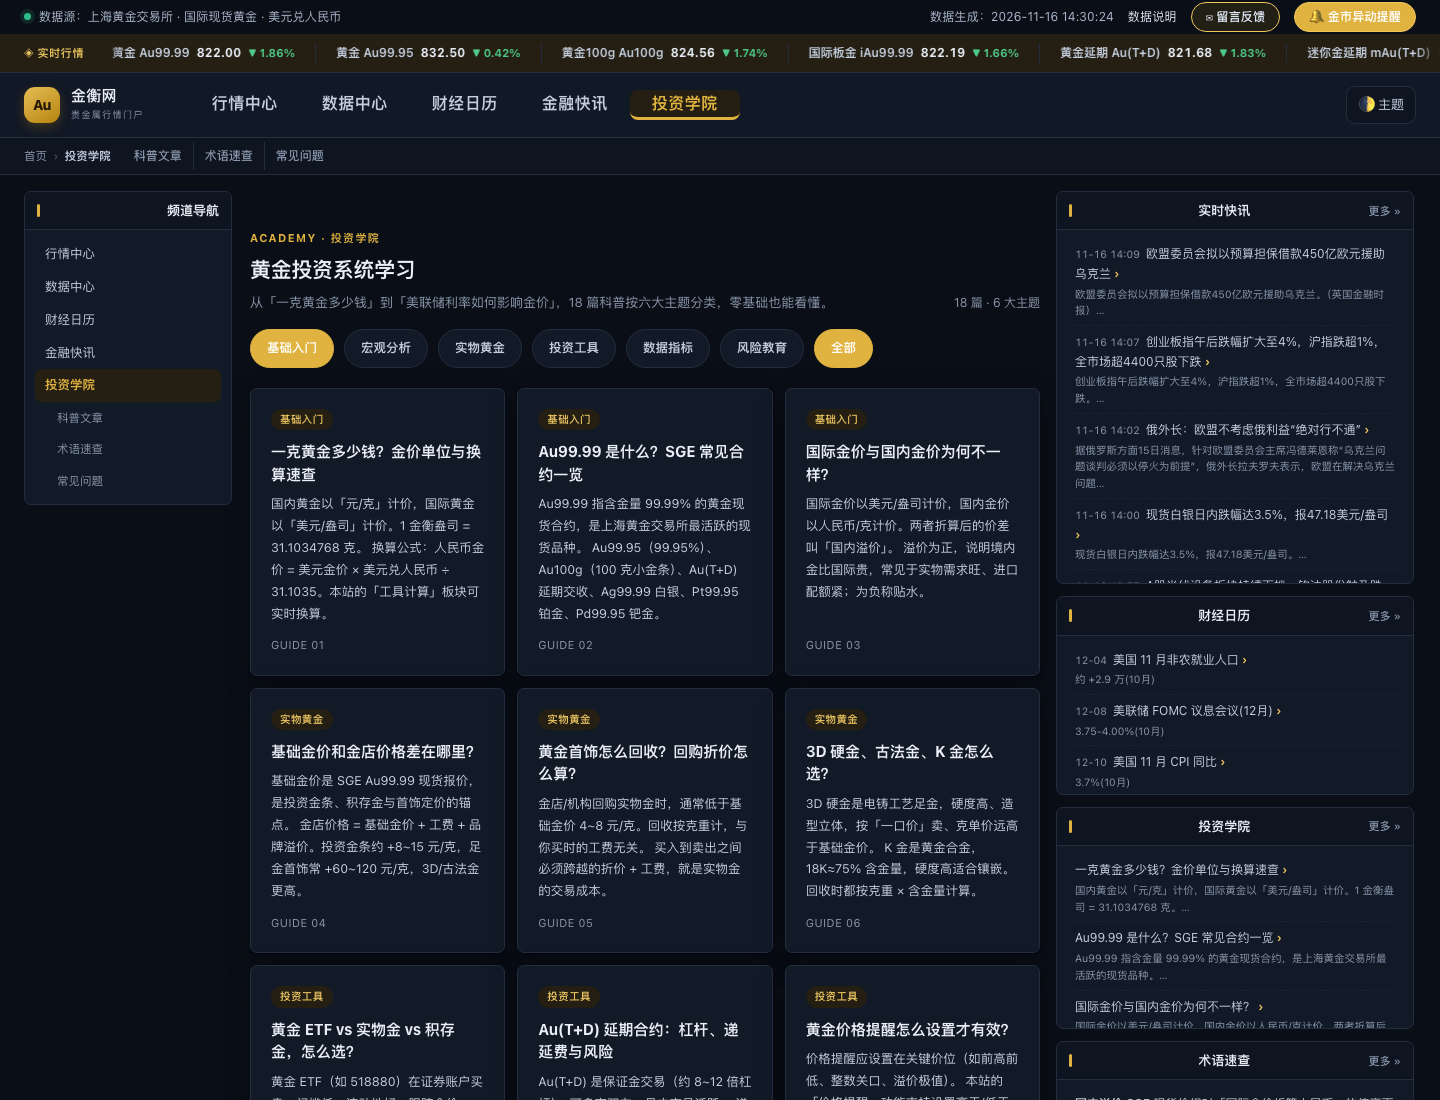 数据源：上海黄金交易所 · 国际现货黄金 · 美元兑人民币
数据生成：2026-11-16 14:30:24 数据说明 ✉ 留言反馈 🔔 金市异动提醒
◈ 实时行情 黄金 Au99.99 822.00 ▼ 1.86% 黄金 Au99.95 832.50 ▼ 0.42% 黄金100g Au100g 824.56 ▼ 1.74% 国际板金 iAu99.99 822.19 ▼ 1.66% 黄金延期 Au(T+D) 821.68 ▼ 1.83% 迷你金延期 mAu(T+D)
Au 金衡网
贵金属行情门户
行情中心 数据中心 财经日历 金融快讯 投资学院
🌗 主题
首页 › 投资学院 科普文章 术语速查 常见问题
频道导航
行情中心
数据中心
财经日历
金融快讯
投资学院
科普文章
术语速查
常见问题
ACADEMY · 投资学院
黄金投资系统学习
从「一克黄金多少钱」到「美联储利率如何影响金价」，18 篇科普按六大主题分类，零基础也能看懂。
18 篇 · 6 大主题
基础入门 宏观分析 实物黄金 投资工具 数据指标 风险教育 全部
基础入门
一克黄金多少钱？金价单位与换
算速查
国内黄金以「元/克」计价，国际黄金
以「美元/盎司」计价。1 金衡盎司 =
31.1034768 克。 换算公式：人民币金
价 = 美元金价 × 美元兑人民币 ÷
31.1035。本站的「工具计算」板块可
实时换算。
GUIDE 01
基础入门
Au99.99 是什么？SGE 常见合
约一览
Au99.99 指含金量 99.99% 的黄金现
货合约，是上海黄金交易所最活跃的现
货品种。 Au99.95（99.95%）、
Au100g（100 克小金条）、Au(T+D)
延期交收、Ag99.99 白银、Pt99.95
铂金、Pd99.95 钯金。
GUIDE 02
基础入门
国际金价与国内金价为何不一
样？
国际金价以美元/盎司计价，国内金价
以人民币/克计价。两者折算后的价差
叫「国内溢价」。 溢价为正，说明境内
金比国际贵，常见于实物需求旺、进口
配额紧；为负称贴水。
GUIDE 03
实物黄金
基础金价和金店价格差在哪里？
基础金价是 SGE Au99.99 现货报价，
是投资金条、积存金与首饰定价的锚
点。 金店价格 = 基础金价 + 工费 + 品
牌溢价。投资金条约 +8~15 元/克，足
金首饰常 +60~120 元/克，3D/古法金
更高。
GUIDE 04
实物黄金
黄金首饰怎么回收？回购折价怎
么算？
金店/机构回购实物金时，通常低于基
础金价 4~8 元/克。回收按克重计，与
你买时的工费无关。 买入到卖出之间
必须跨越的折价 + 工费，就是实物金
的交易成本。
GUIDE 05
实物黄金
3D 硬金、古法金、K 金怎么
选？
3D 硬金是电铸工艺足金，硬度高、造
型立体，按「一口价」卖、克单价远高
于基础金价。 K 金是黄金合金，
18K≈75% 含金量，硬度高适合镶嵌。
回收时都按克重 × 含金量计算。
GUIDE 06
投资工具
黄金 ETF vs 实物金 vs 积存
金，怎么选？
黄金 ETF（如 518880）在证券账户买
投资工具
Au(T+D) 延期合约：杠杆、递
延费与风险
Au(T+D) 是保证金交易（约 8~12 倍杠
投资工具
黄金价格提醒怎么设置才有效？
价格提醒应设置在关键价位（如前高前
低、整数关口、溢价极值）。 本站的
实时快讯 更多 »
11-16 14:09 欧盟委员会拟以预算担保借款450亿欧元援助
乌克兰 ›
欧盟委员会拟以预算担保借款450亿欧元援助乌克兰。（英国金融时
报）...
11-16 14:07 创业板指午后跌幅扩大至4%，沪指跌超1%，
全市场超4400只股下跌 ›
创业板指午后跌幅扩大至4%，沪指跌超1%，全市场超4400只股下
跌。...
11-16 14:02 俄外长：欧盟不考虑俄利益“绝对行不通” ›
据俄罗斯方面15日消息，针对欧盟委员会主席冯德莱恩称“乌克兰问
题谈判必须以停火为前提”，俄外长拉夫罗夫表示，欧盟在解决乌克兰
问题...
11-16 14:00 现货白银日内跌幅达3.5%，报47.18美元/盎司
›
现货白银日内跌幅达3.5%，报47.18美元/盎司。...
财经日历 更多 »
12-04 美国 11 月非农就业人口 ›
约 +2.9 万(10月)
12-08 美联储 FOMC 议息会议(12月) ›
3.75-4.00%(10月)
12-10 美国 11 月 CPI 同比 ›
3.7%(10月)
投资学院 更多 »
一克黄金多少钱？金价单位与换算速查 ›
国内黄金以「元/克」计价，国际黄金以「美元/盎司」计价。1 金衡盎
司 = 31.1034768 克。...
Au99.99 是什么？SGE 常见合约一览 ›
Au99.99 指含金量 99.99% 的黄金现货合约，是上海黄金交易所最
活跃的现货品种。...
国际金价与国内金价为何不一样？ ›
国际金价以美元/盎司计价，国内金价以人民币/克计价。两者折算后
术语速查 更多 »